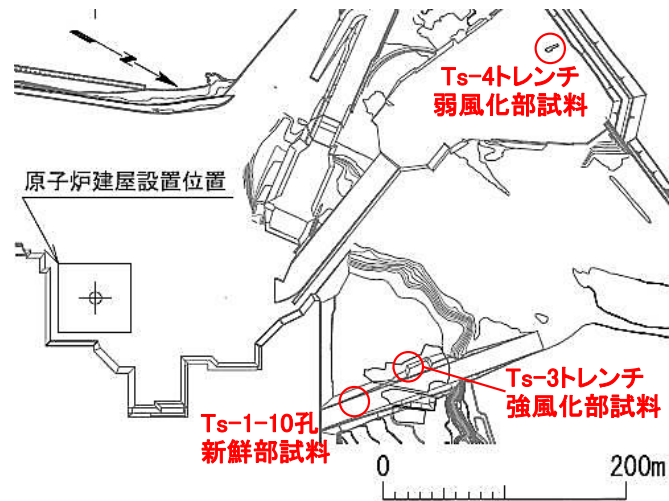 Ts-4トレンチ
弱風化部試料
原子炉建屋設置位置
Ts-3トレンチ
強風化部試料
Ts-1-10孔
新鮮部試料
0 200m